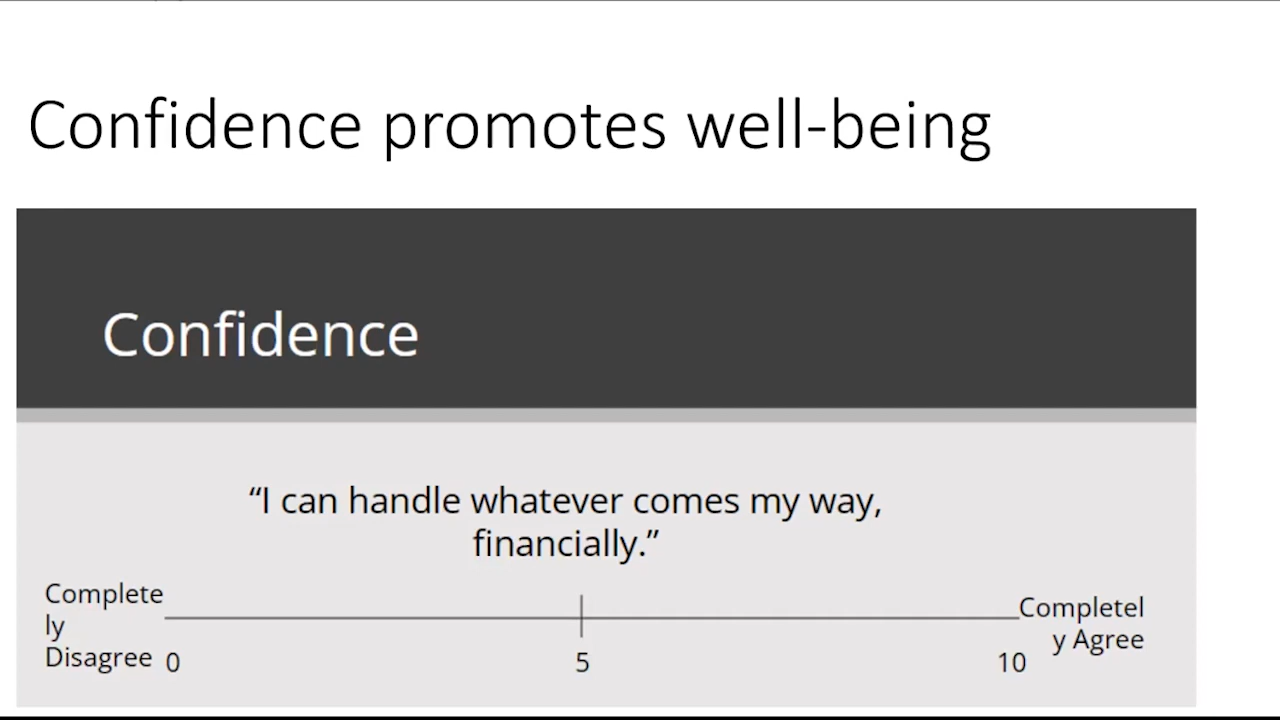 Confidence promotes well-being
Confidence
“I can handle whatever comes my way,
financially.”
Complete
ly
Disagree
0
5
10
Completel
y Agree